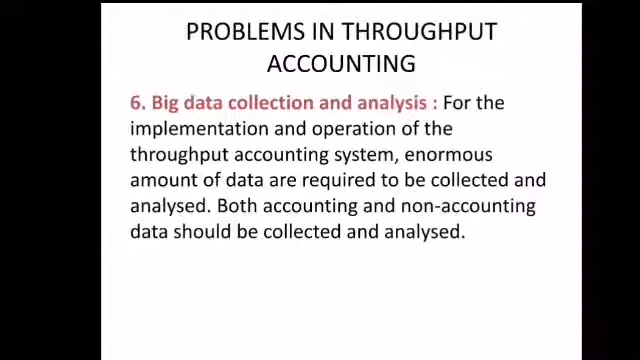 PROBLEMS IN THROUGHPUT
ACCOUNTING
6. Big data collection and analysis : For the
implementation and operation of the
throughput accounting system, enormous
amount of data are required to be collected and
analysed. Both accounting and non-accounting
data should be collected and analysed.